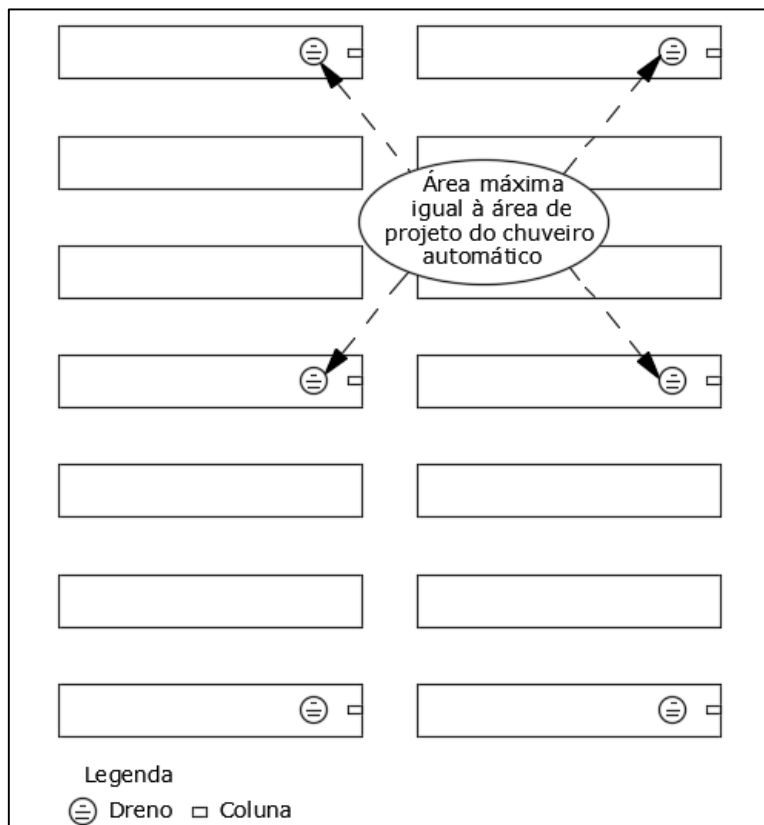 Área máxima
igual à área de
projeto do chuveiro
automático
Legenda
Dreno Coluna